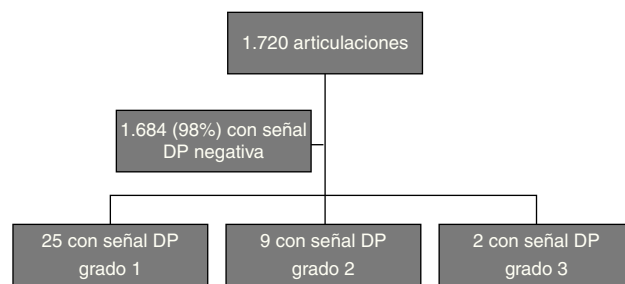 1.720 articulaciones
1.684 (98%) con señal
DP negativa
25 con señal DP
grado 1
9 con señal DP
grado 2
2 con señal DP
grado 3